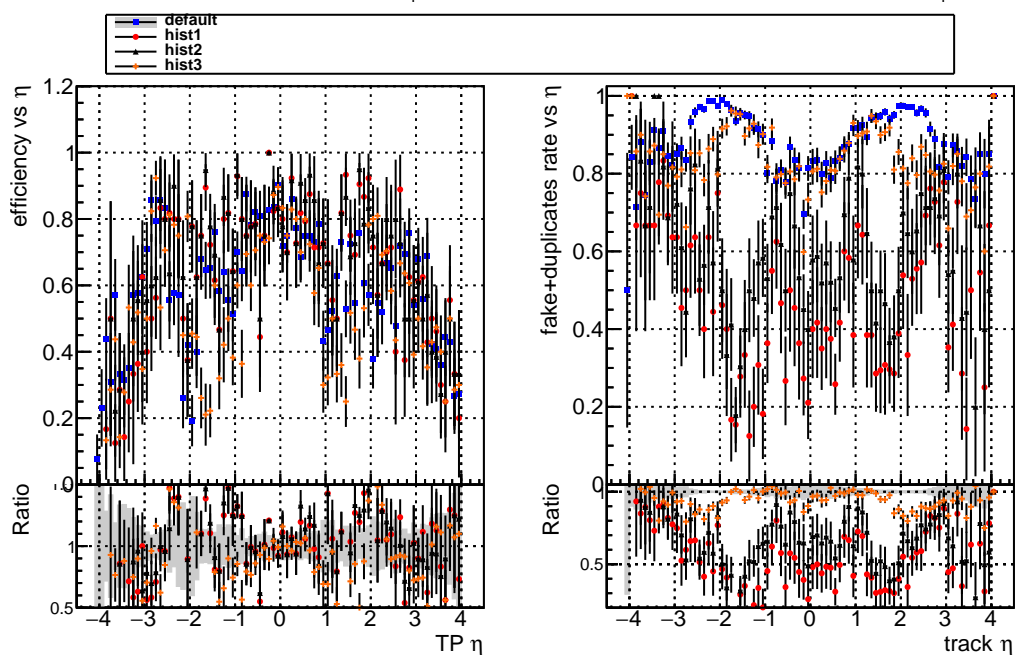 default
hist1
hist2
hist3
efficiency vs η
1.2
1
0.8
0.6
0.4
0.2
0
Ratio
1
0.5
−4 −3 −2 −1 0 1 2 3 4
TP η
fake+duplicates rate vs η
1
0.8
0.6
0.4
0.2
0
Ratio
0.5
−4 −3 −2 −1 0 1 2 3 4
track η